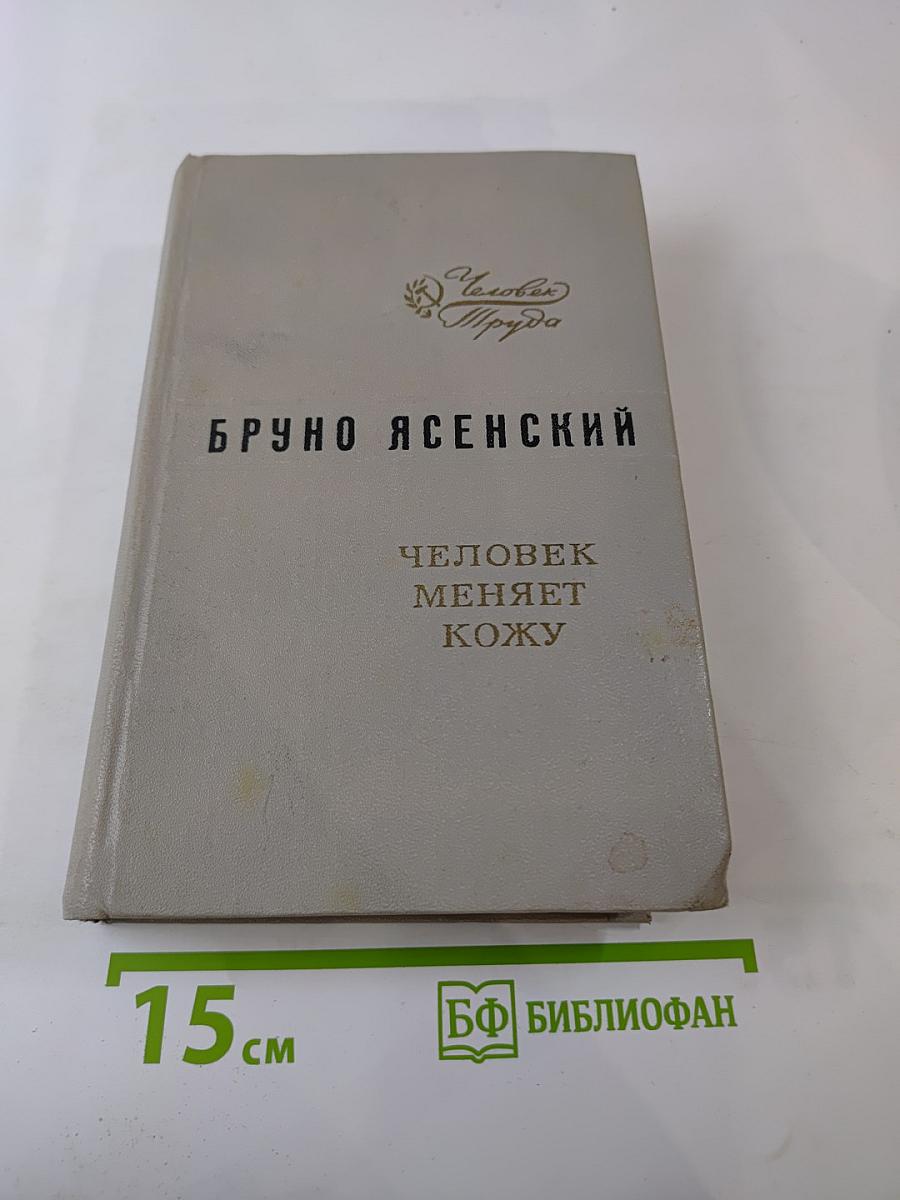 Человек
Труда
БРУНО ЯСЕНСКИЙ
ЧЕЛОВЕК
МЕНЯЕТ
КОЖУ
15 см
БФ БИБЛИОФАН